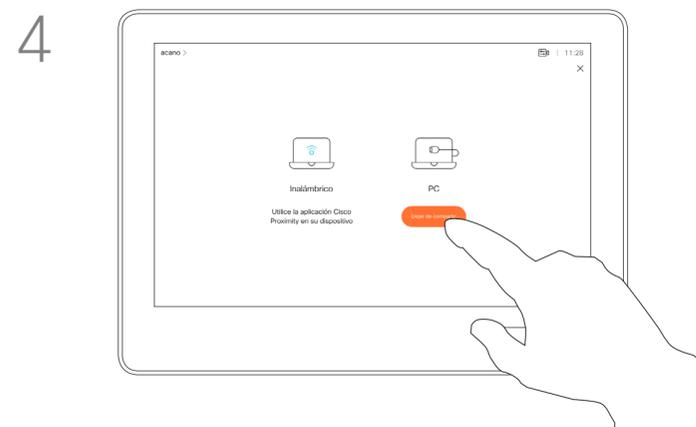 4
acano >
11:28
Inalámbrico
PC
Utilice la aplicación Cisco
Proximity en su dispositivo